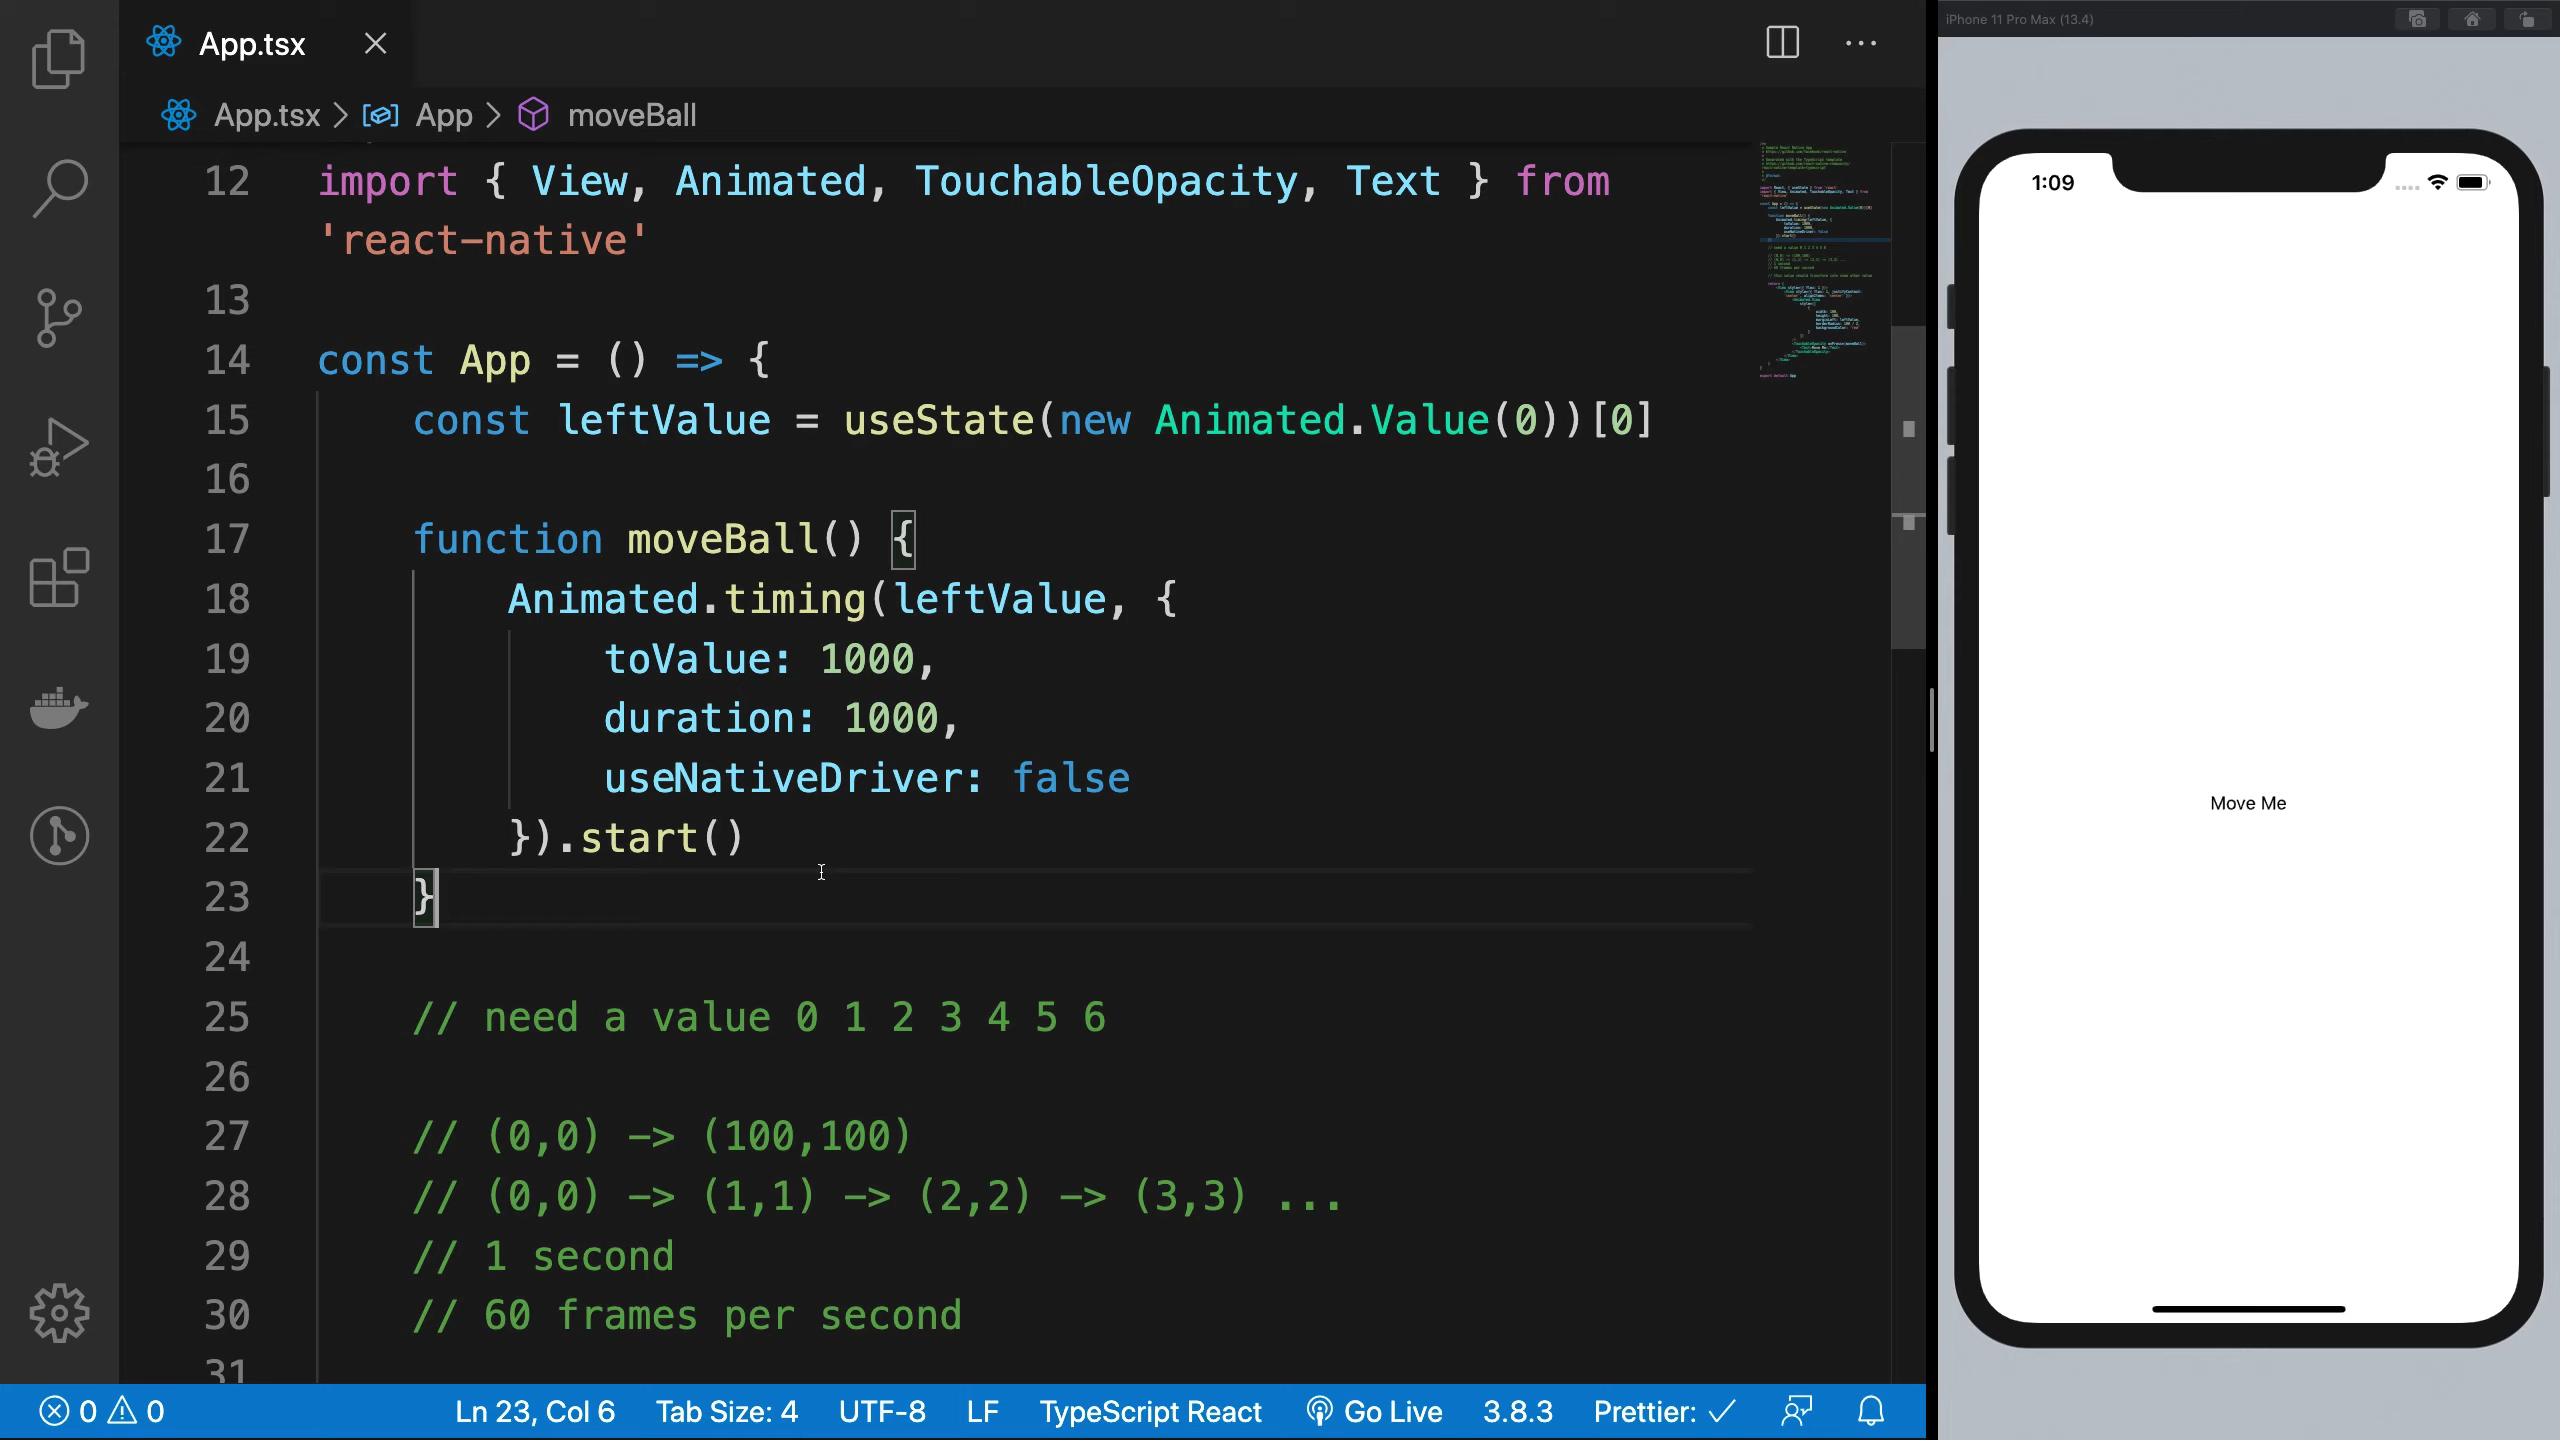 App.tsx
App.tsx > App > moveBall
12 import { View, Animated, TouchableOpacity, Text } from
'react-native'
13
14 const App = () => {
15 const leftValue = useState(new Animated.Value(0))[0]
16
17 function moveBall() {
18 Animated.timing(leftValue, {
19 toValue: 1000,
20 duration: 1000,
21 useNativeDriver: false
22 }).start()
23 }
24
25 // need a value 0 1 2 3 4 5 6
26
27 // (0,0) -> (100,100)
28 // (0,0) -> (1,1) -> (2,2) -> (3,3) ...
29 // 1 second
30 // 60 frames per second
31
0 0 Ln 23, Col 6 Tab Size: 4 UTF-8 LF TypeScript React Go Live 3.8.3 Prettier: ✓
iPhone 11 Pro Max (13.4)
1:09
Move Me